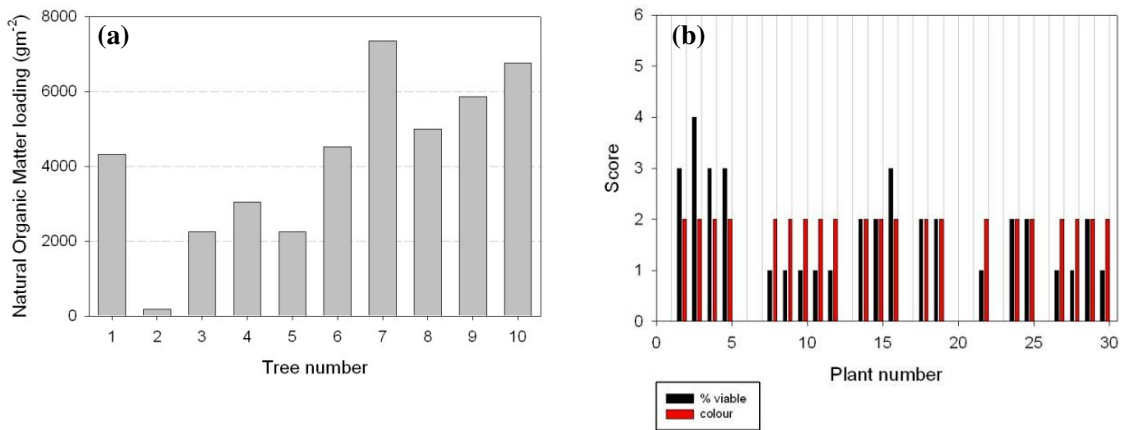 (a)
Natural Organic Matter loading (gm-2)
8000
6000
4000
2000
0
1 2 3 4 5 6 7 8 9 10
Tree number
(b)
Score
6
5
4
3
2
1
0
0 5 10 15 20 25 30
Plant number
% viable
colour